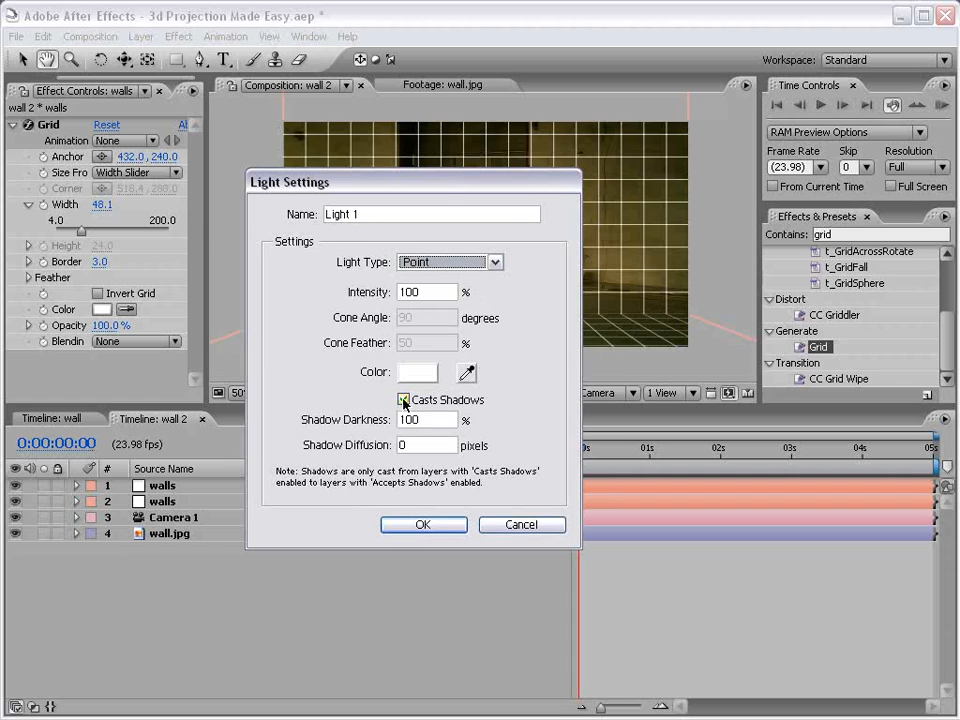 Adobe After Effects - 3d Projection Made Easy.aep *
File Edit Composition Layer Effect Animation View Window Help
Workspace: Standard
Effect Controls: walls
Composition: wall 2
Footage: wall.jpg
Time Controls
wall 2 * walls
Grid Reset Al
Animation None
Anchor 432.0, 240.0
Size Fro Width Slider
Corner 518.4, 288.0
Width 48.1
4.0 200.0
Height 24.0
Border 3.0
Feather
Invert Grid
Color
Opacity 100.0 %
Blendin None
RAM Preview Options
Frame Rate Skip Resolution
(23.98) 0 Full
From Current Time Full Screen
Effects & Presets
Contains: grid
t_GridAcrossRotate
t_GridFall
t_GridSphere
Distort
CC Griddler
Generate
Grid
Transition
CC Grid Wipe
Light Settings
Name: Light 1
Settings
Light Type: Point
Intensity: 100 %
Cone Angle: 90 degrees
Cone Feather: 50 %
Color:
Casts Shadows
Shadow Darkness: 100 %
Shadow Diffusion: 0 pixels
Note: Shadows are only cast from layers with 'Casts Shadows'
enabled to layers with 'Accepts Shadows' enabled.
OK Cancel
50
Camera 1 View
Timeline: wall Timeline: wall 2
0:00:00:00 (23.98 fps)
# Source Name
0s 01s 02s 03s 04s 05s
1 walls
2 walls
3 Camera 1
4 wall.jpg